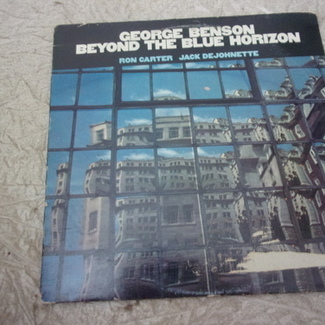 GEORGE BENSON
BEYOND THE BLUE HORIZON
RON CARTER JACK DEJOHNETTE